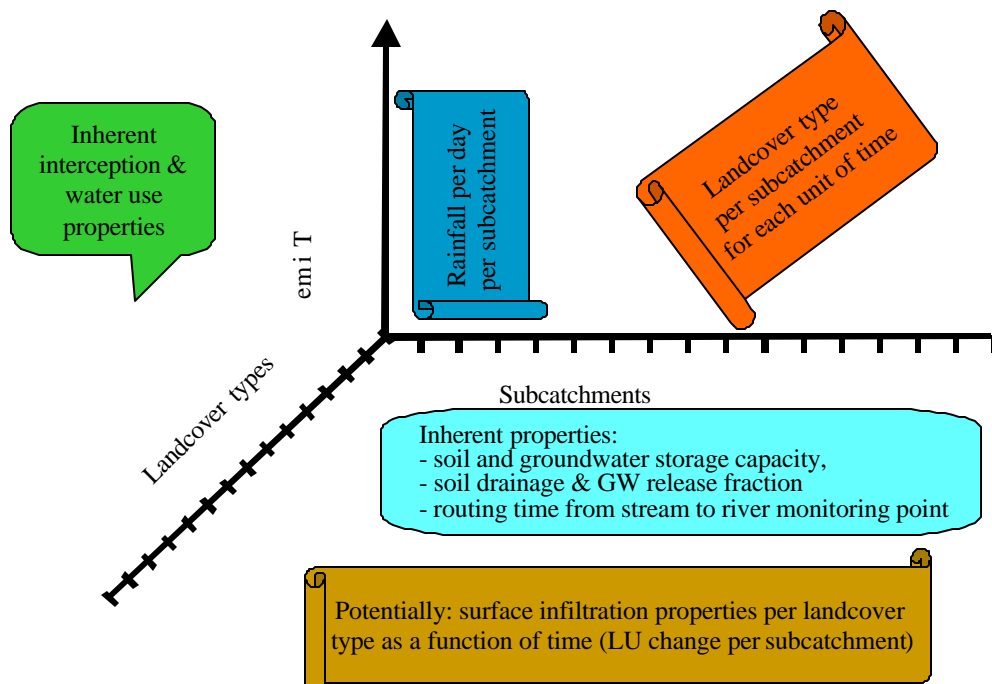 Inherent
interception &
water use
properties
emi T
Rainfall per day
per subcatchment
Landcover type
per subcatchment
for each unit of time
Landcover types
Subcatchments
Inherent properties:
- soil and groundwater storage capacity,
- soil drainage & GW release fraction
- routing time from stream to river monitoring point
Potentially: surface infiltration properties per landcover
type as a function of time (LU change per subcatchment)